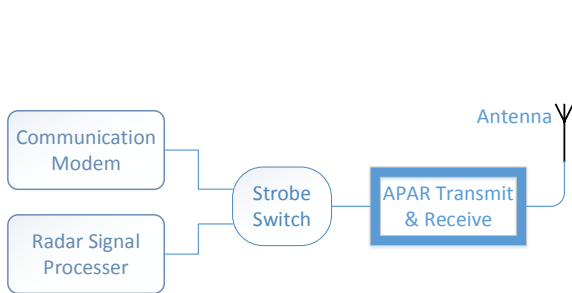 Antenna
Communication
Modem
Strobe
Switch
APAR Transmit
& Receive
Radar Signal
Processer